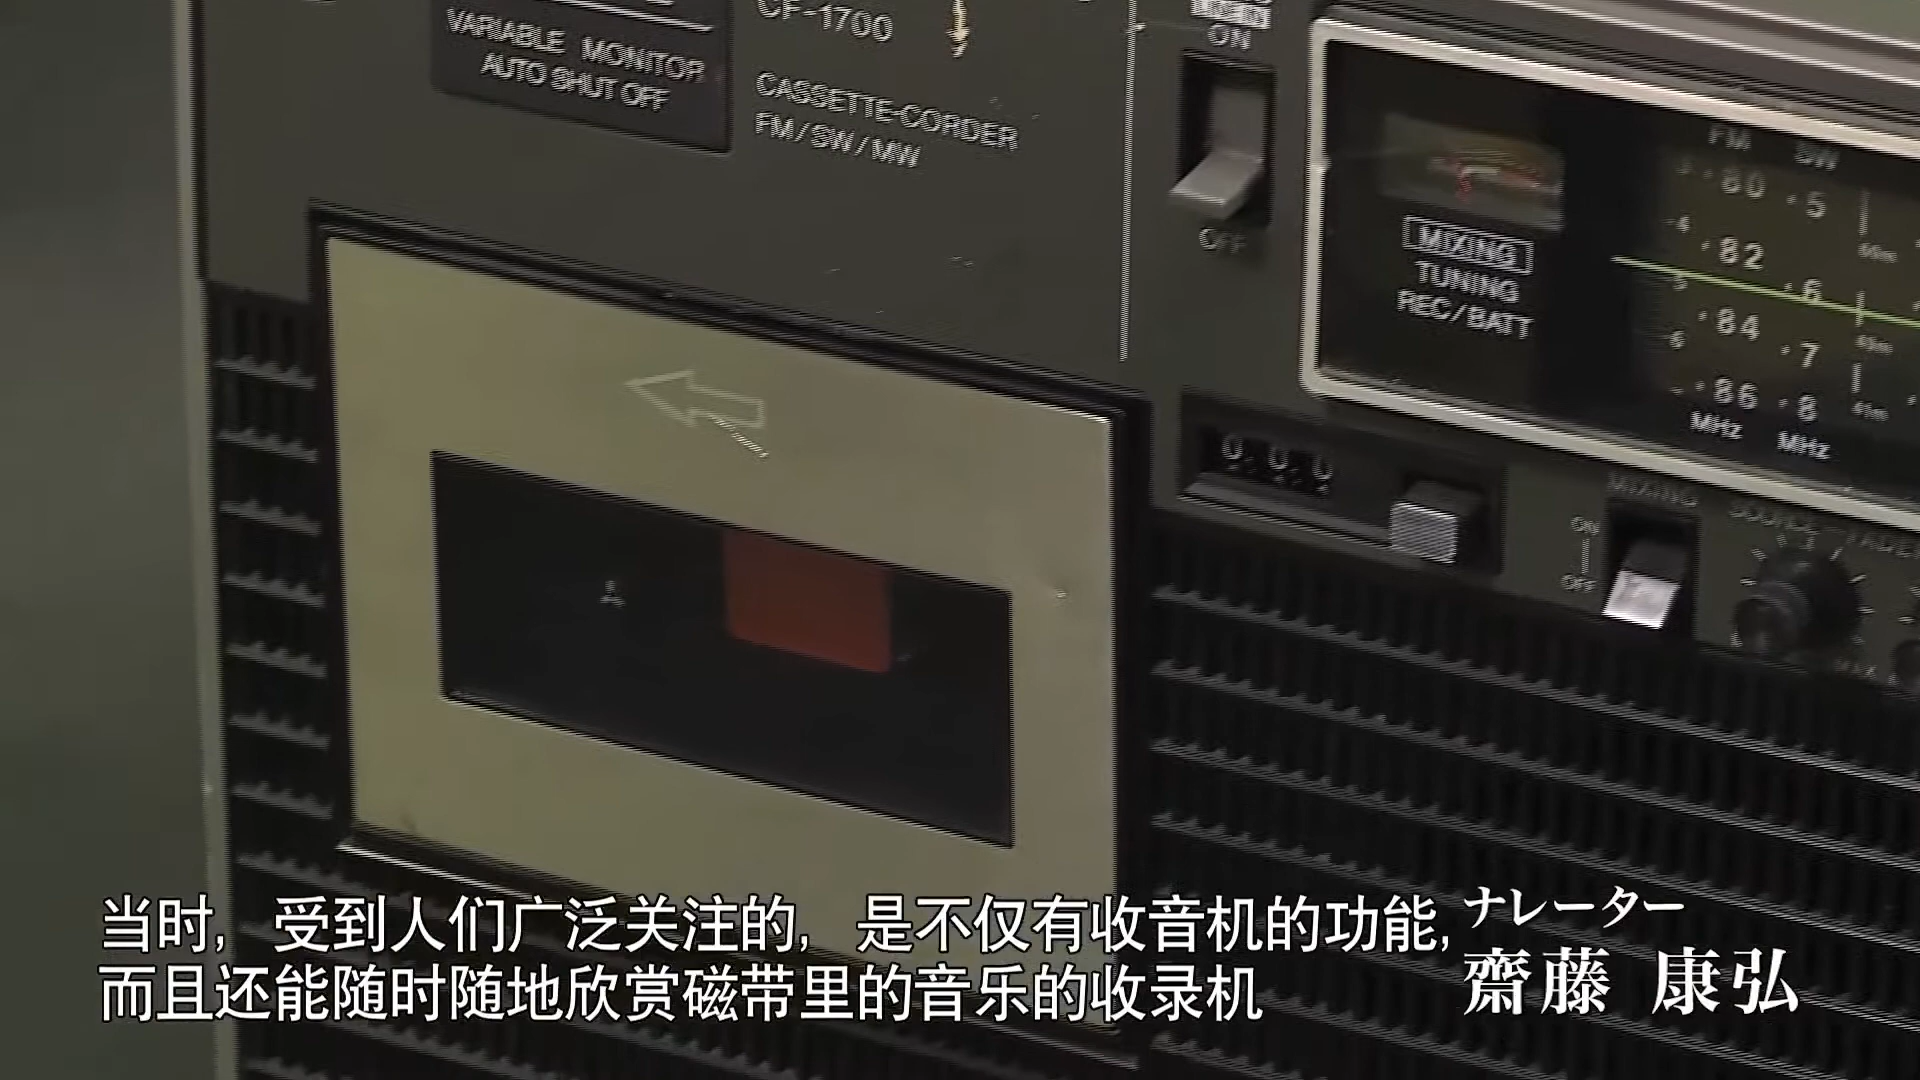 CF-1700
VARIABLE MONITOR
AUTO SHUT OFF
CASSETTE-CORDER
FM/SW/MW
ON
OFF
FM SW
80 5
82 6
84 7
86 8
MHz MHz
MIXING
TUNING
REC/BATT
0 0 0
MIXING
ON
OFF
SOURCE
当时，受到人们广泛关注的，是不仅有收音机的功能，
而且还能随时随地欣赏磁带里的音乐的收录机
ナレーター
齋藤 康弘